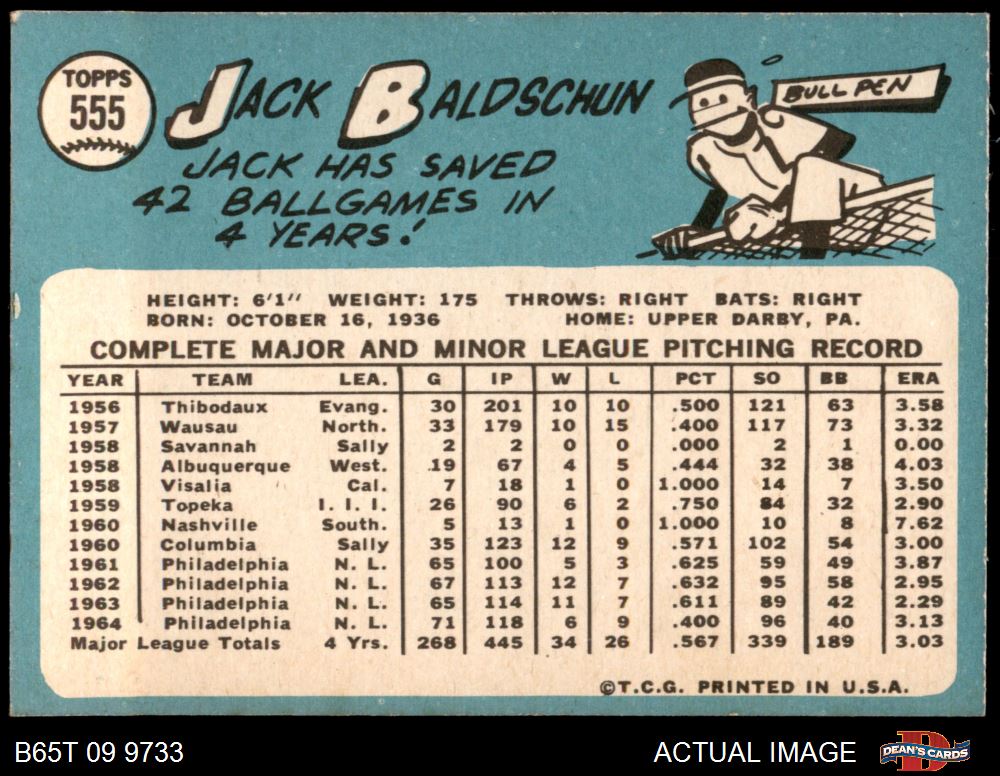 TOPPS
555
JACK BALDSCHUN
JACK HAS SAVED
42 BALLGAMES IN
4 YEARS!
BULL PEN
HEIGHT: 6'1" WEIGHT: 175 THROWS: RIGHT BATS: RIGHT
BORN: OCTOBER 16, 1936 HOME: UPPER DARBY, PA.
COMPLETE MAJOR AND MINOR LEAGUE PITCHING RECORD
YEAR TEAM LEA. G IP W L PCT SO BB ERA
1956 Thibodaux Evang. 30 201 10 10 .500 121 63 3.58
1957 Wausau North. 33 179 10 15 .400 117 73 3.32
1958 Savannah Sally 2 2 0 0 .000 2 1 0.00
1958 Albuquerque West. 19 67 4 5 .444 32 38 4.03
1958 Visalia Cal. 7 18 1 0 1.000 14 7 3.50
1959 Topeka I. I. I. 26 90 6 2 .750 84 32 2.90
1960 Nashville South. 5 13 1 0 1.000 10 8 7.62
1960 Columbia Sally 35 123 12 9 .571 102 54 3.00
1961 Philadelphia N. L. 65 100 5 3 .625 59 49 3.87
1962 Philadelphia N. L. 67 113 12 7 .632 95 58 2.95
1963 Philadelphia N. L. 65 114 11 7 .611 89 42 2.29
1964 Philadelphia N. L. 71 118 6 9 .400 96 40 3.13
Major League Totals 4 Yrs. 268 445 34 26 .567 339 189 3.03
©T.C.G. PRINTED IN U.S.A.
B65T 09 9733 ACTUAL IMAGE DEAN'S CARDS